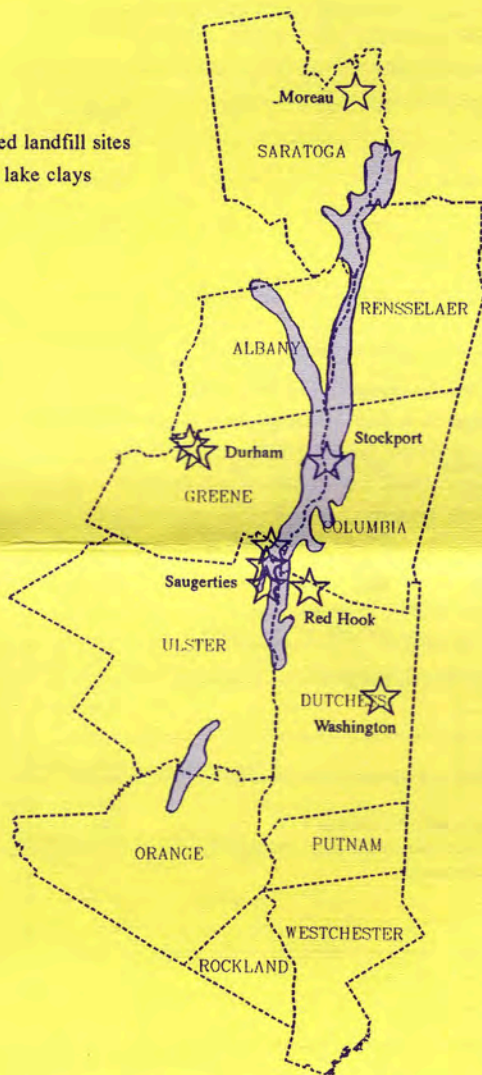 Moreau
ed landfill sites
SARATOGA
lake clays
RENSSELAER
ALBANY
Stockport
Durham
GREENE
COLUMBIA
Saugerties
Red Hook
ULSTER
DUTCHESS
Washington
ORANGE
PUTNAM
WESTCHESTER
ROCKLAND